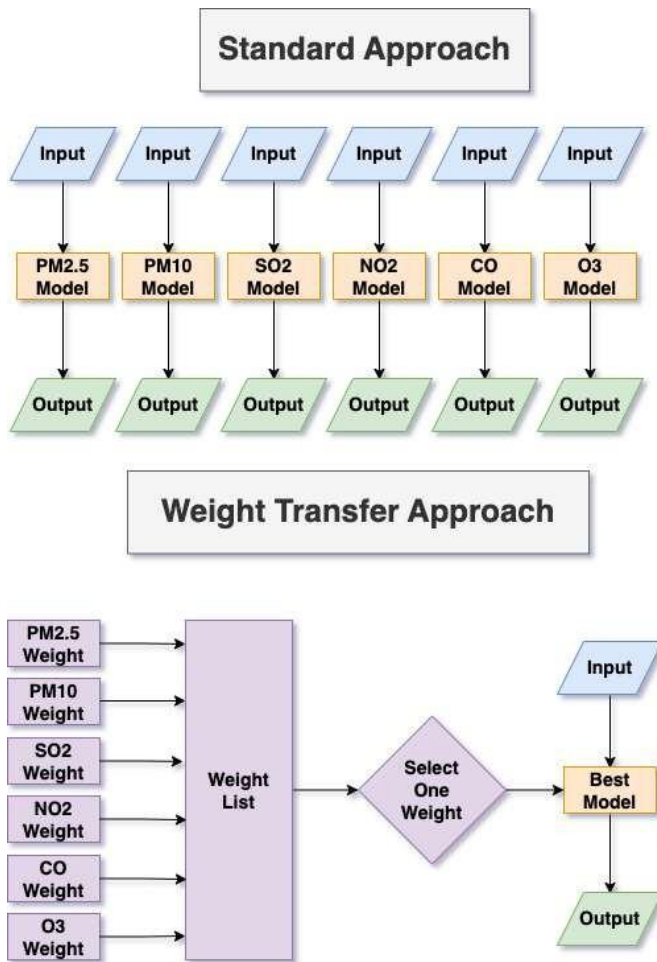 Standard Approach
Input Input Input Input Input Input
PM2.5 PM10 SO2 NO2 CO O3
Model Model Model Model Model Model
Output Output Output Output Output Output
Weight Transfer Approach
PM2.5
Weight
PM10
Weight
SO2
Weight
NO2
Weight
CO
Weight
O3
Weight
Weight
List
Select
One
Weight
Input
Best
Model
Output